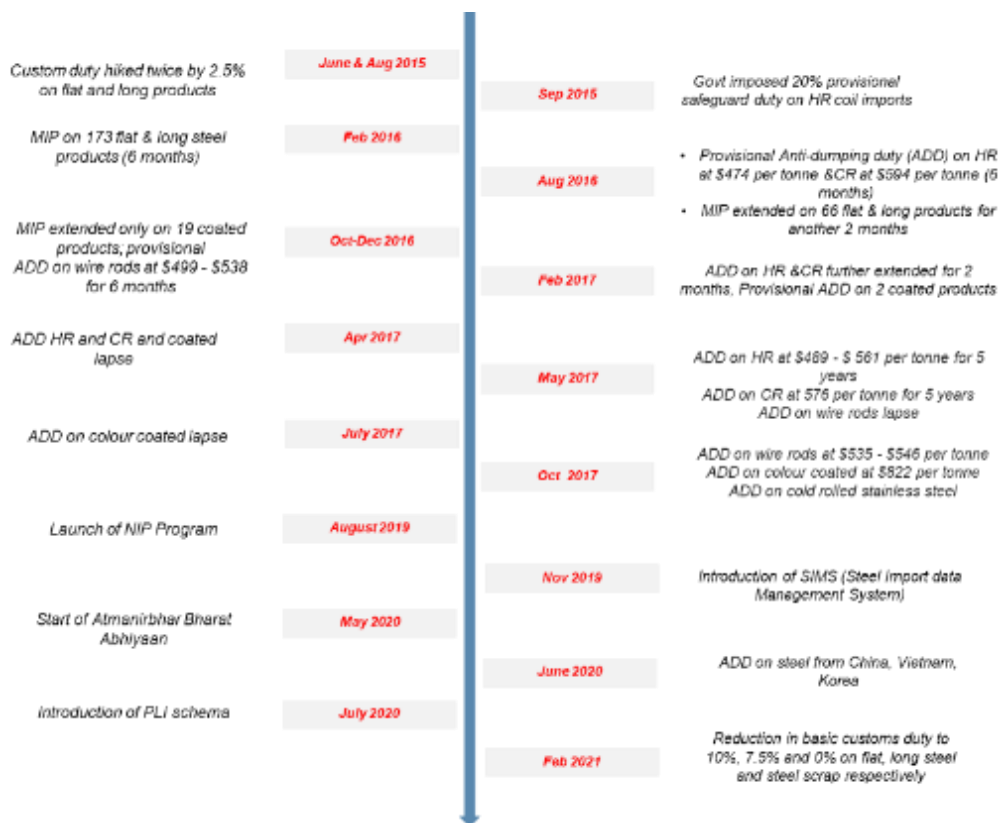 June & Aug 2015
Custom duty hiked twice by 2.5%
on flat and long products
Sep 2015
Govt imposed 20% provisional
safeguard duty on HR coil imports
Feb 2016
MIP on 173 flat & long steel
products (6 months)
Aug 2016
• Provisional Anti-dumping duty (ADD) on HR
at $474 per tonne &CR at $594 per tonne (6
months)
• MIP extended on 66 flat & long products for
another 2 months
Oct-Dec 2016
MIP extended only on 19 coated
products; provisional
ADD on wire rods at $499 - $538
for 6 months
Feb 2017
ADD on HR &CR further extended for 2
months, Provisional ADD on 2 coated products
Apr 2017
ADD HR and CR and coated
lapse
May 2017
ADD on HR at $489 - $ 561 per tonne for 5
years
ADD on CR at 576 per tonne for 5 years
ADD on wire rods lapse
July 2017
ADD on colour coated lapse
Oct 2017
ADD on wire rods at $535 - $546 per tonne
ADD on colour coated at $822 per tonne
ADD on cold rolled stainless steel
August 2019
Launch of NIP Program
Nov 2019
Introduction of SIMS (Steel Import data
Management System)
May 2020
Start of Atmanirbhar Bharat
Abhiyaan
June 2020
ADD on steel from China, Vietnam,
Korea
July 2020
Introduction of PLI schema
Feb 2021
Reduction in basic customs duty to
10%, 7.5% and 0% on flat, long steel
and steel scrap respectively